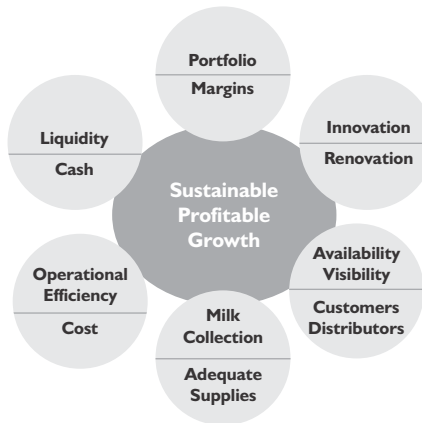 Portfolio
Margins
Innovation
Renovation
Liquidity
Cash
Sustainable
Profitable
Growth
Availability
Visibility
Customers
Distributors
Operational
Efficiency
Cost
Milk
Collection
Adequate
Supplies